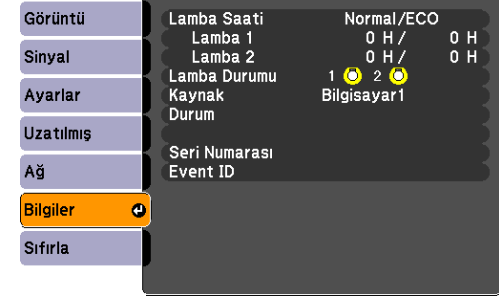 Görüntü
Sinyal
Ayarlar
Uzatılmış
Ağ
Bilgiler
Sıfırla
Lamba Saati Normal/ECO
Lamba 1 0 H / 0 H
Lamba 2 0 H / 0 H
Lamba Durumu 1 2
Kaynak Bilgisayar1
Durum
Seri Numarası
Event ID